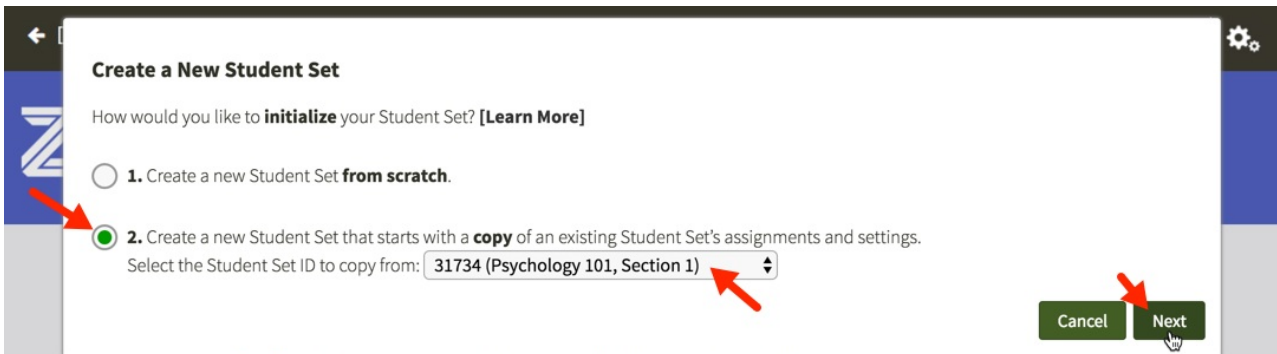 Create a New Student Set
How would you like to initialize your Student Set? [Learn More]
1. Create a new Student Set from scratch.
2. Create a new Student Set that starts with a copy of an existing Student Set's assignments and settings.
Select the Student Set ID to copy from: 31734 (Psychology 101, Section 1)
Cancel Next